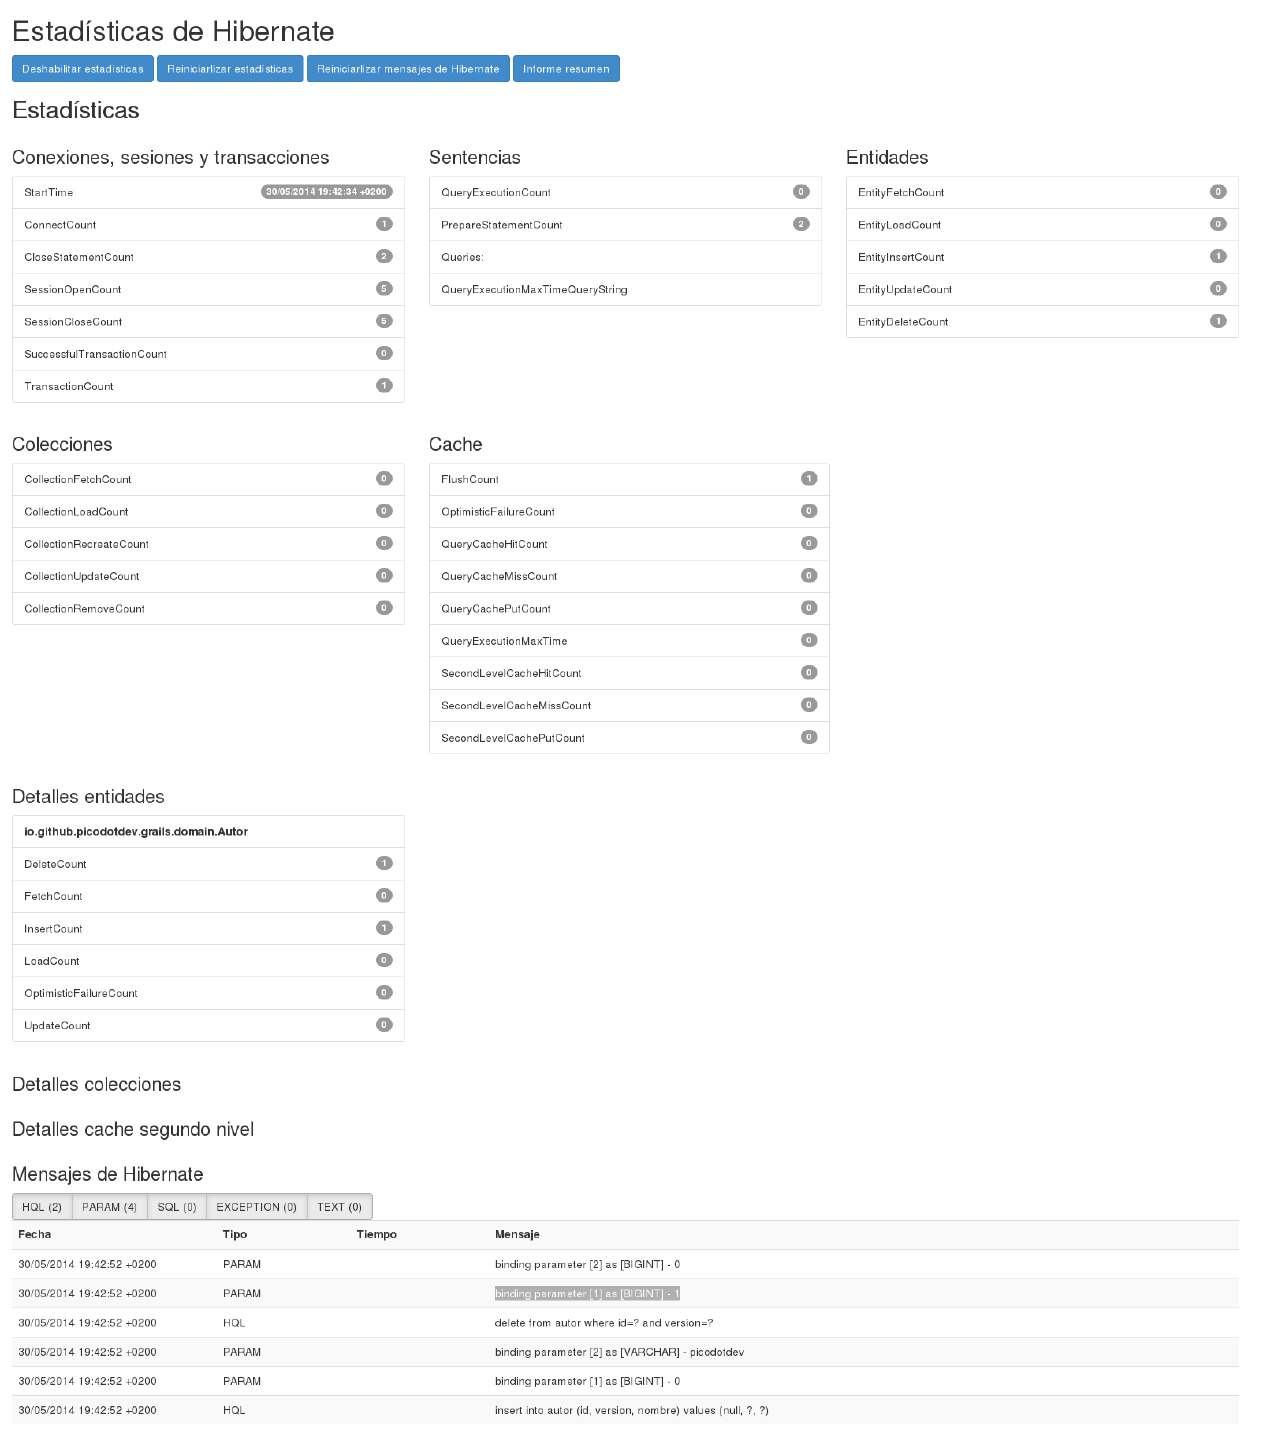 Estadísticas de Hibernate
Deshabilitar estadísticas Reiniciarlizar estadísticas Reiniciarlizar mensajes de Hibernate Informe resumen
Estadísticas
Conexiones, sesiones y transacciones
StartTime 30/05/2014 19:42:34 +0200
ConnectCount 1
CloseStatementCount 2
SessionOpenCount 5
SessionCloseCount 5
SuccessfulTransactionCount 0
TransactionCount 1
Sentencias
QueryExecutionCount 0
PrepareStatementCount 2
Queries:
QueryExecutionMaxTimeQueryString
Entidades
EntityFetchCount 0
EntityLoadCount 0
EntityInsertCount 1
EntityUpdateCount 0
EntityDeleteCount 1
Colecciones
CollectionFetchCount 0
CollectionLoadCount 0
CollectionRecreateCount 0
CollectionUpdateCount 0
CollectionRemoveCount 0
Cache
FlushCount 1
OptimisticFailureCount 0
QueryCacheHitCount 0
QueryCacheMissCount 0
QueryCachePutCount 0
QueryExecutionMaxTime 0
SecondLevelCacheHitCount 0
SecondLevelCacheMissCount 0
SecondLevelCachePutCount 0
Detalles entidades
io.github.picodotdev.grails.domain.Autor
DeleteCount 1
FetchCount 0
InsertCount 1
LoadCount 0
OptimisticFailureCount 0
UpdateCount 0
Detalles colecciones
Detalles cache segundo nivel
Mensajes de Hibernate
HQL (2) PARAM (4) SQL (0) EXCEPTION (0) TEXT (0)
Fecha Tipo Tiempo Mensaje
30/05/2014 19:42:52 +0200 PARAM binding parameter [2] as [BIGINT] - 0
30/05/2014 19:42:52 +0200 PARAM binding parameter [1] as [BIGINT] - 1
30/05/2014 19:42:52 +0200 HQL delete from autor where id=? and version=?
30/05/2014 19:42:52 +0200 PARAM binding parameter [2] as [VARCHAR] - picodotdev
30/05/2014 19:42:52 +0200 PARAM binding parameter [1] as [BIGINT] - 0
30/05/2014 19:42:52 +0200 HQL insert into autor (id, version, nombre) values (null, ?, ?)